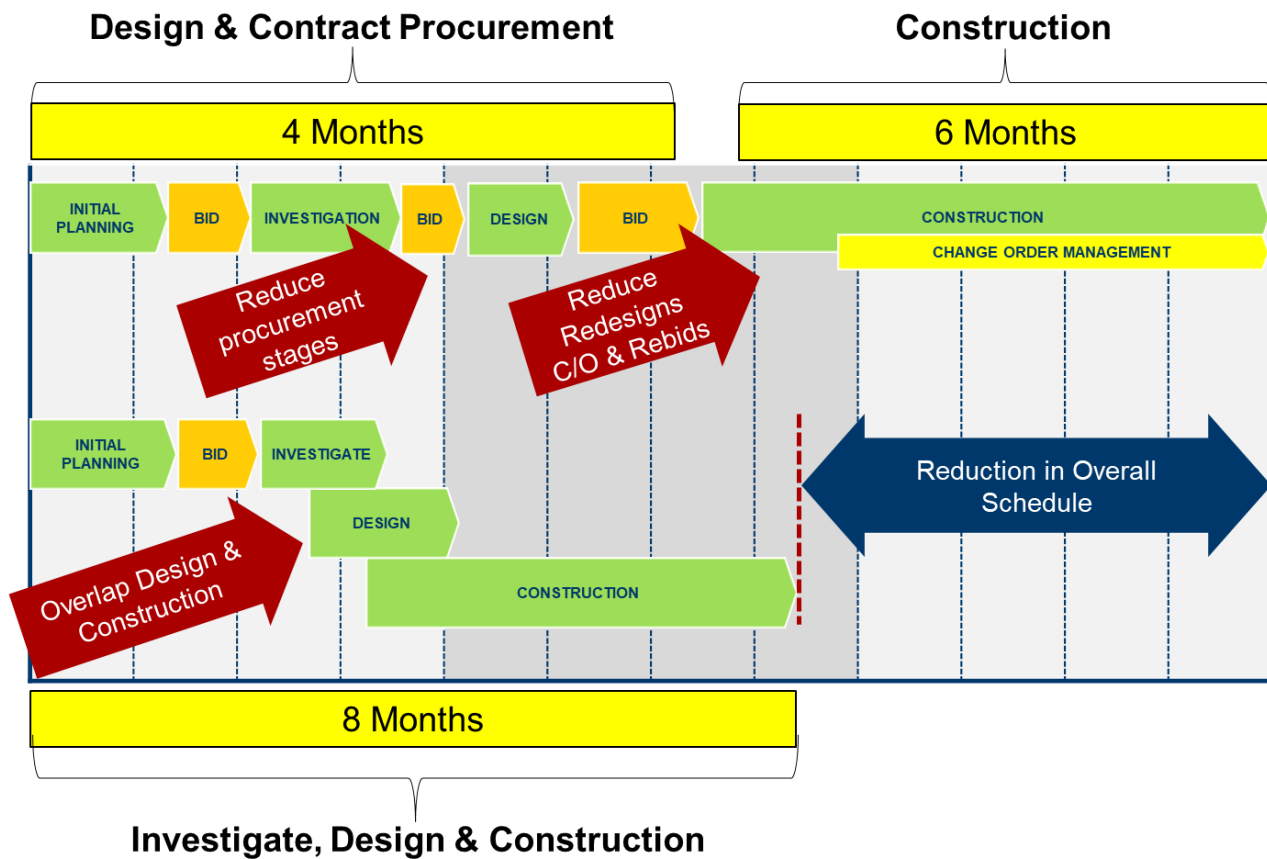 Design & Contract Procurement
Construction
4 Months
6 Months
INITIAL
PLANNING
BID
INVESTIGATION
BID
DESIGN
BID
CONSTRUCTION
CHANGE ORDER MANAGEMENT
Reduce
procurement
stages
Reduce
Redesigns
C/O & Rebids
INITIAL
PLANNING
BID
INVESTIGATE
DESIGN
CONSTRUCTION
Overlap Design &
Construction
Reduction in Overall
Schedule
8 Months
Investigate, Design & Construction